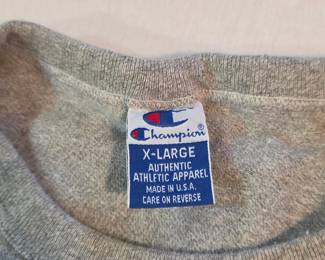 Champion®
X-LARGE
AUTHENTIC
ATHLETIC APPAREL
MADE IN U.S.A.
CARE ON REVERSE